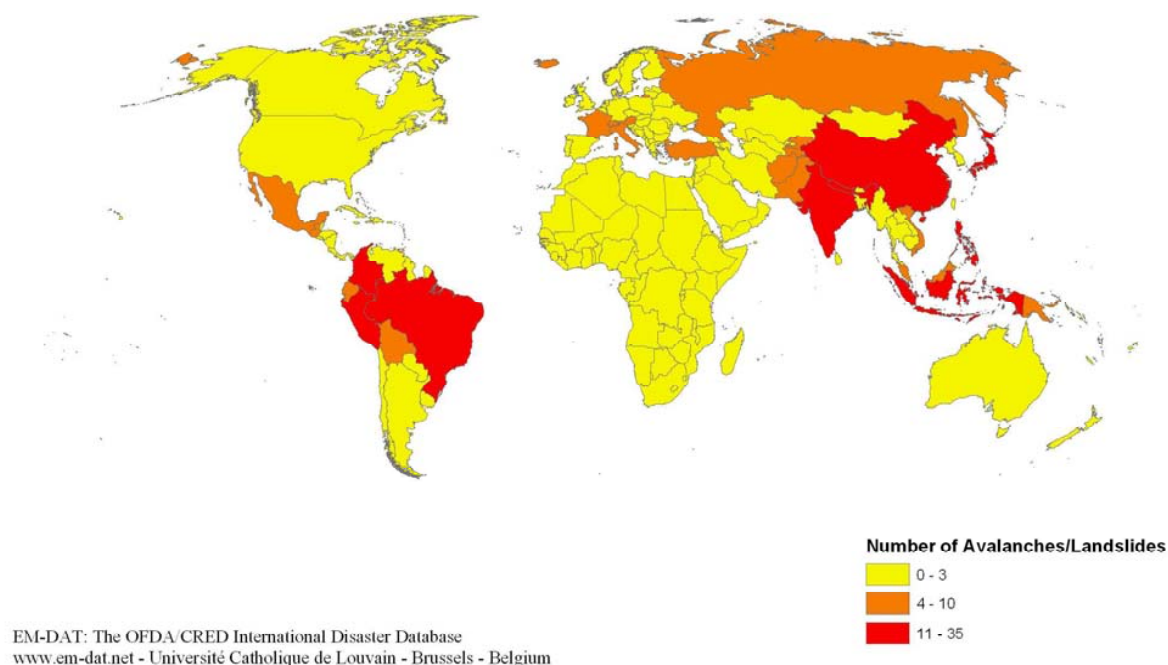 Number of Avalanches/Landslides
0 - 3
4 - 10
11 - 35
EM-DAT: The OFDA/CRED International Disaster Database
www.em-dat.net - Université Catholique de Louvain - Brussels - Belgium